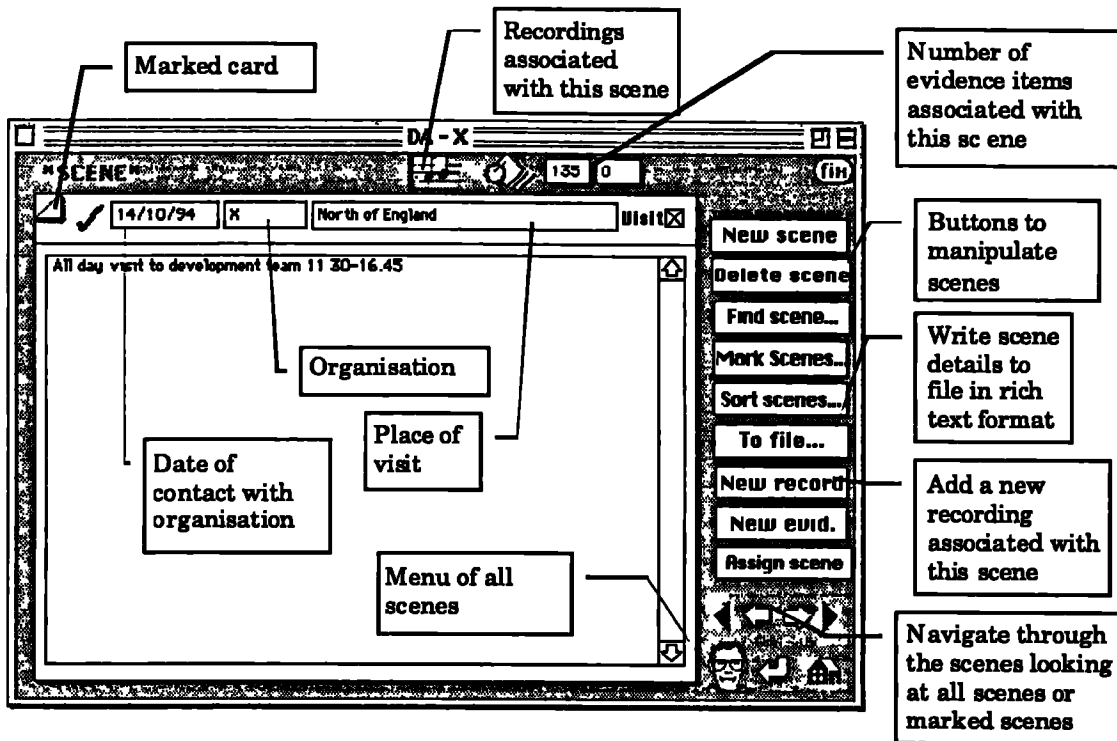 Marked card
Recordings
associated
with this scene
Number of
evidence items
associated with
this sc ene
DA - X
"SCENE"
135
0
fix
14/10/94
X
North of England
Visit
All day visit to development team 11 30-16.45
New scene
Delete scene
Find scene...
Mark Scenes...
Sort scenes...
To file...
New record
New evid.
Assign scene
Buttons to
manipulate
scenes
Write scene
details to
file in rich
text format
Add a new
recording
associated with
this scene
Navigate through
the scenes looking
at all scenes or
marked scenes
Organisation
Place of
visit
Date of
contact with
organisation
Menu of all
scenes